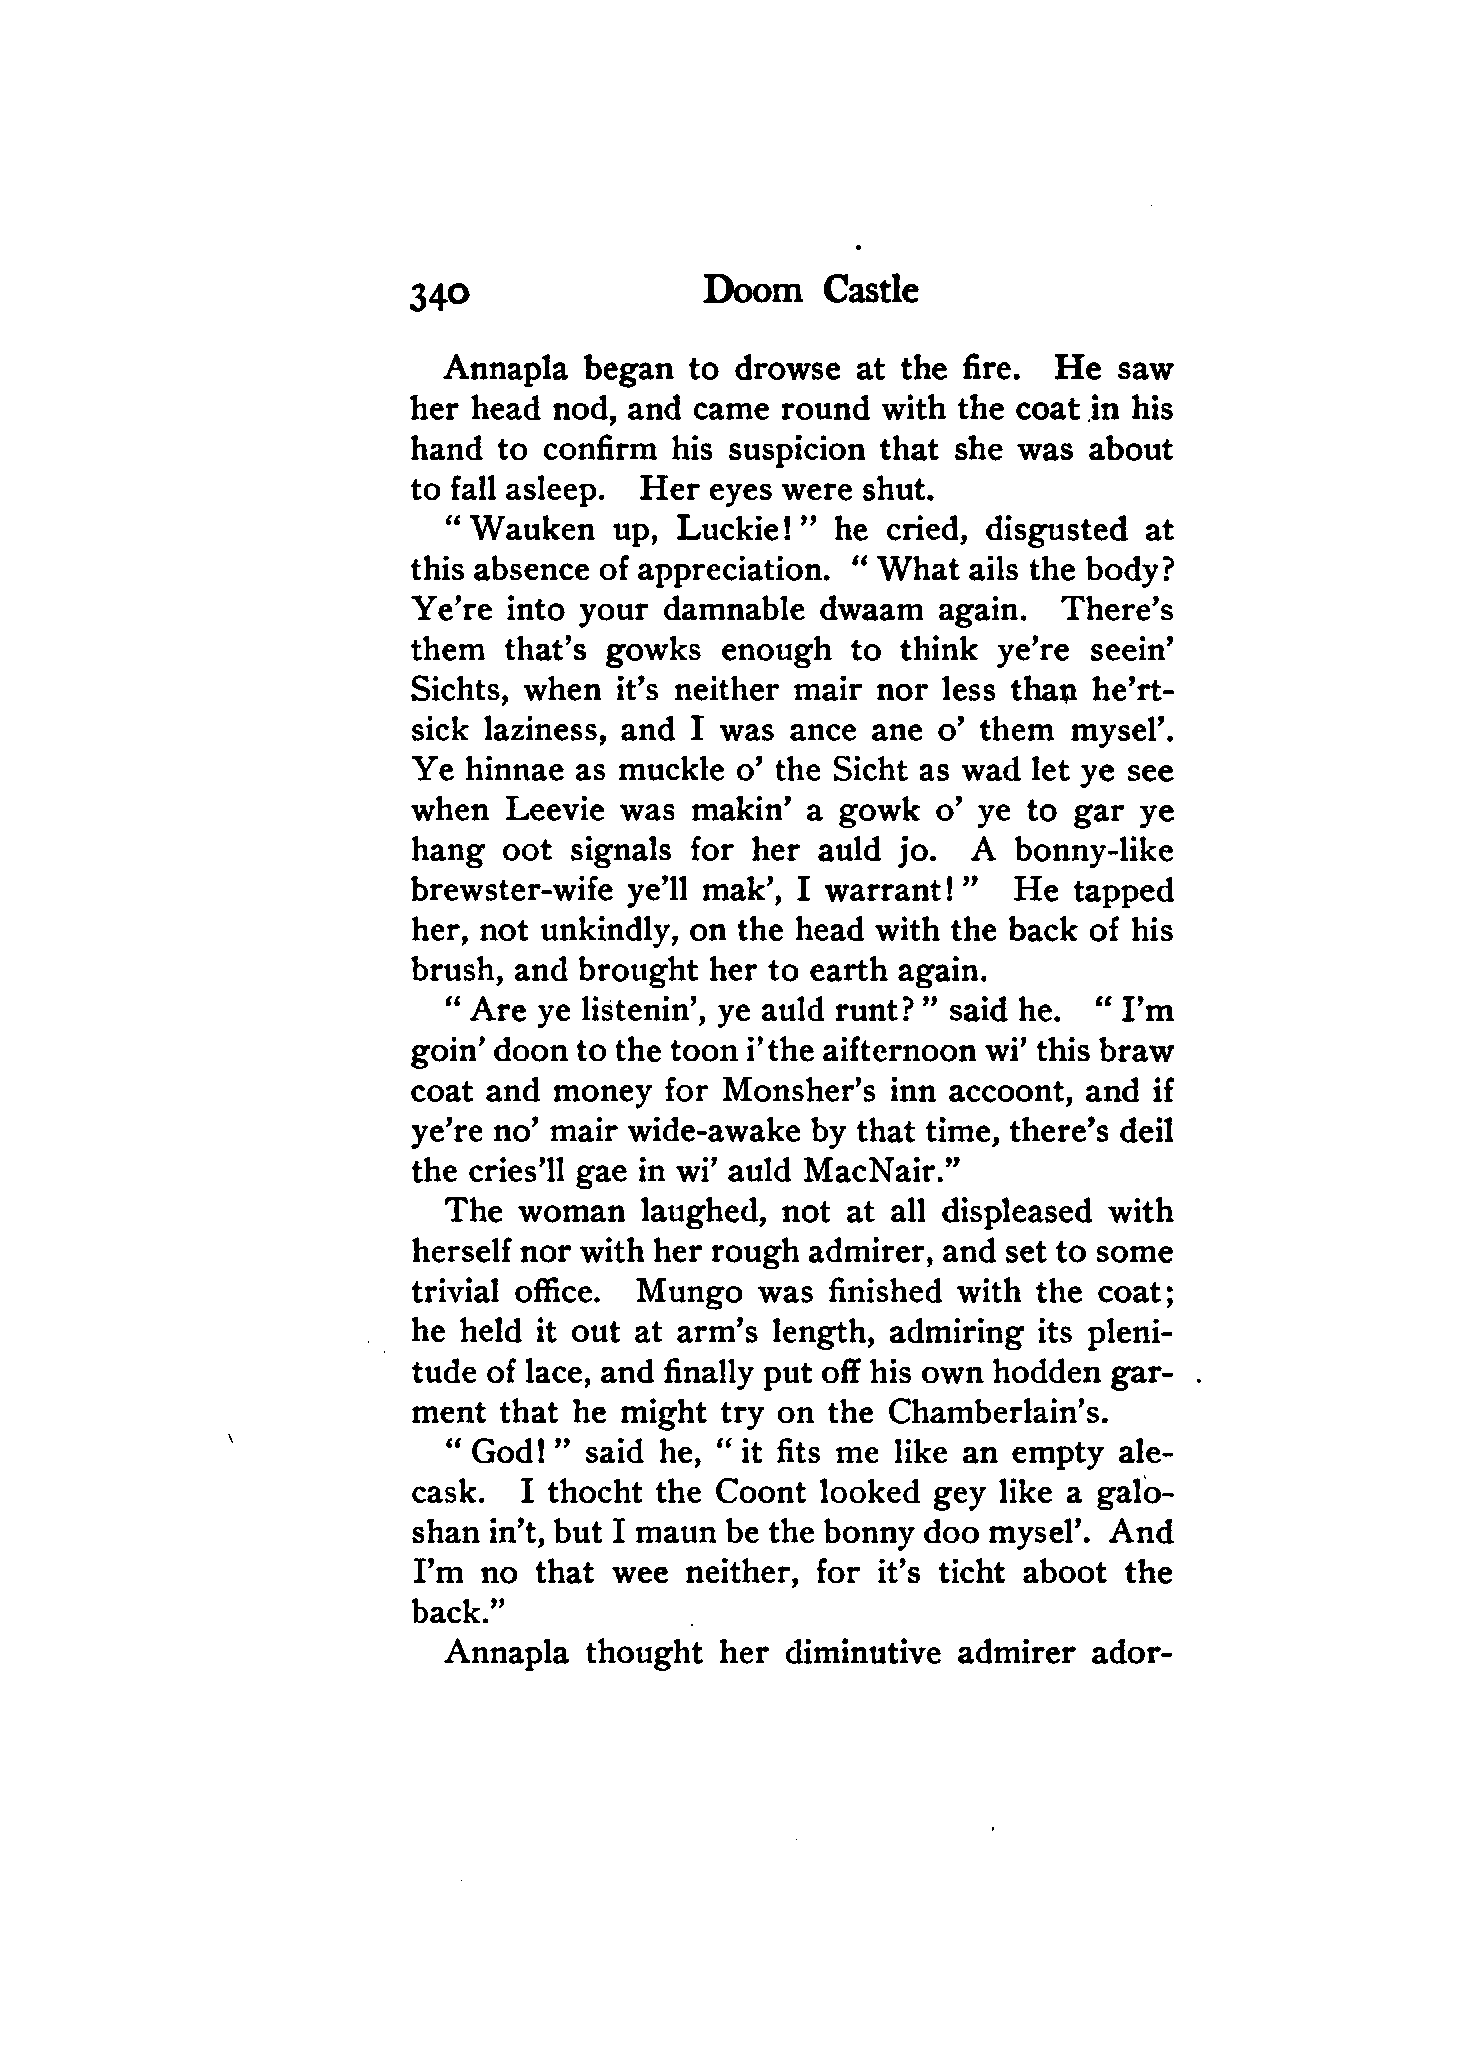 340 Doom Castle
Annapla began to drowse at the fire. He saw
her head nod, and came round with the coat in his
hand to confirm his suspicion that she was about
to fall asleep. Her eyes were shut.
“Wauken up, Luckie!” he cried, disgusted at
this absence of appreciation. “What ails the body?
Ye're into your damnable dwaam again. There's
them that's gowks enough to think ye're seein'
Sichts, when it's neither mair nor less than he'rt-
sick laziness, and I was ance ane o' them mysel'.
Ye hinnae as muckle o' the Sicht as wad let ye see
when Leevie was makin' a gowk o' ye to gar ye
hang oot signals for her auld jo. A bonny-like
brewster-wife ye'll mak', I warrant!” He tapped
her, not unkindly, on the head with the back of his
brush, and brought her to earth again.
“Are ye listenin', ye auld runt?” said he. “I'm
goin' doon to the toon i' the aifternoon wi' this braw
coat and money for Monsher's inn accoont, and if
ye're no' mair wide-awake by that time, there's deil
the cries'll gae in wi' auld MacNair.”
The woman laughed, not at all displeased with
herself nor with her rough admirer, and set to some
trivial office. Mungo was finished with the coat;
he held it out at arm's length, admiring its pleni-
tude of lace, and finally put off his own hodden gar-
ment that he might try on the Chamberlain's.
“God!” said he, “it fits me like an empty ale-
cask. I thocht the Coont looked gey like a galo-
shan in't, but I maun be the bonny doo mysel'. And
I'm no that wee neither, for it's ticht aboot the
back.”
Annapla thought her diminutive admirer ador-